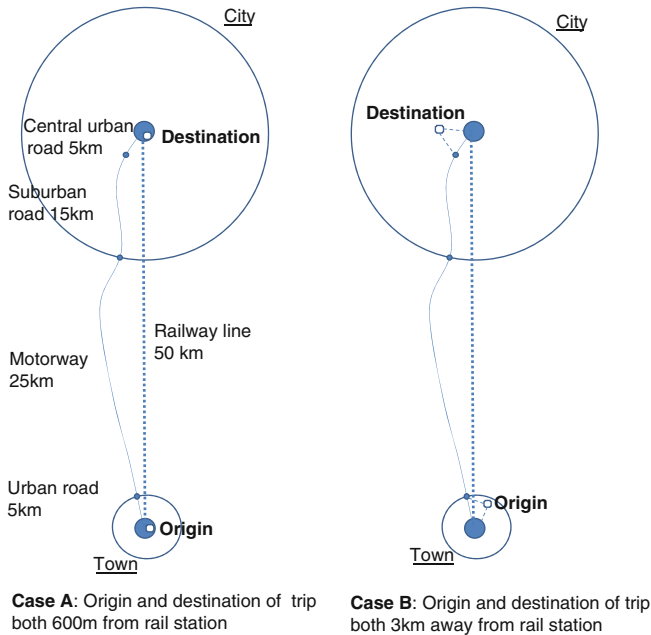 City
Central urban
road 5km
Destination
Suburban
road 15km
Railway line
50 km
Motorway
25km
Urban road
5km
Origin
Town
Case A: Origin and destination of trip
both 600m from rail station
City
Destination
Origin
Town
Case B: Origin and destination of trip
both 3km away from rail station